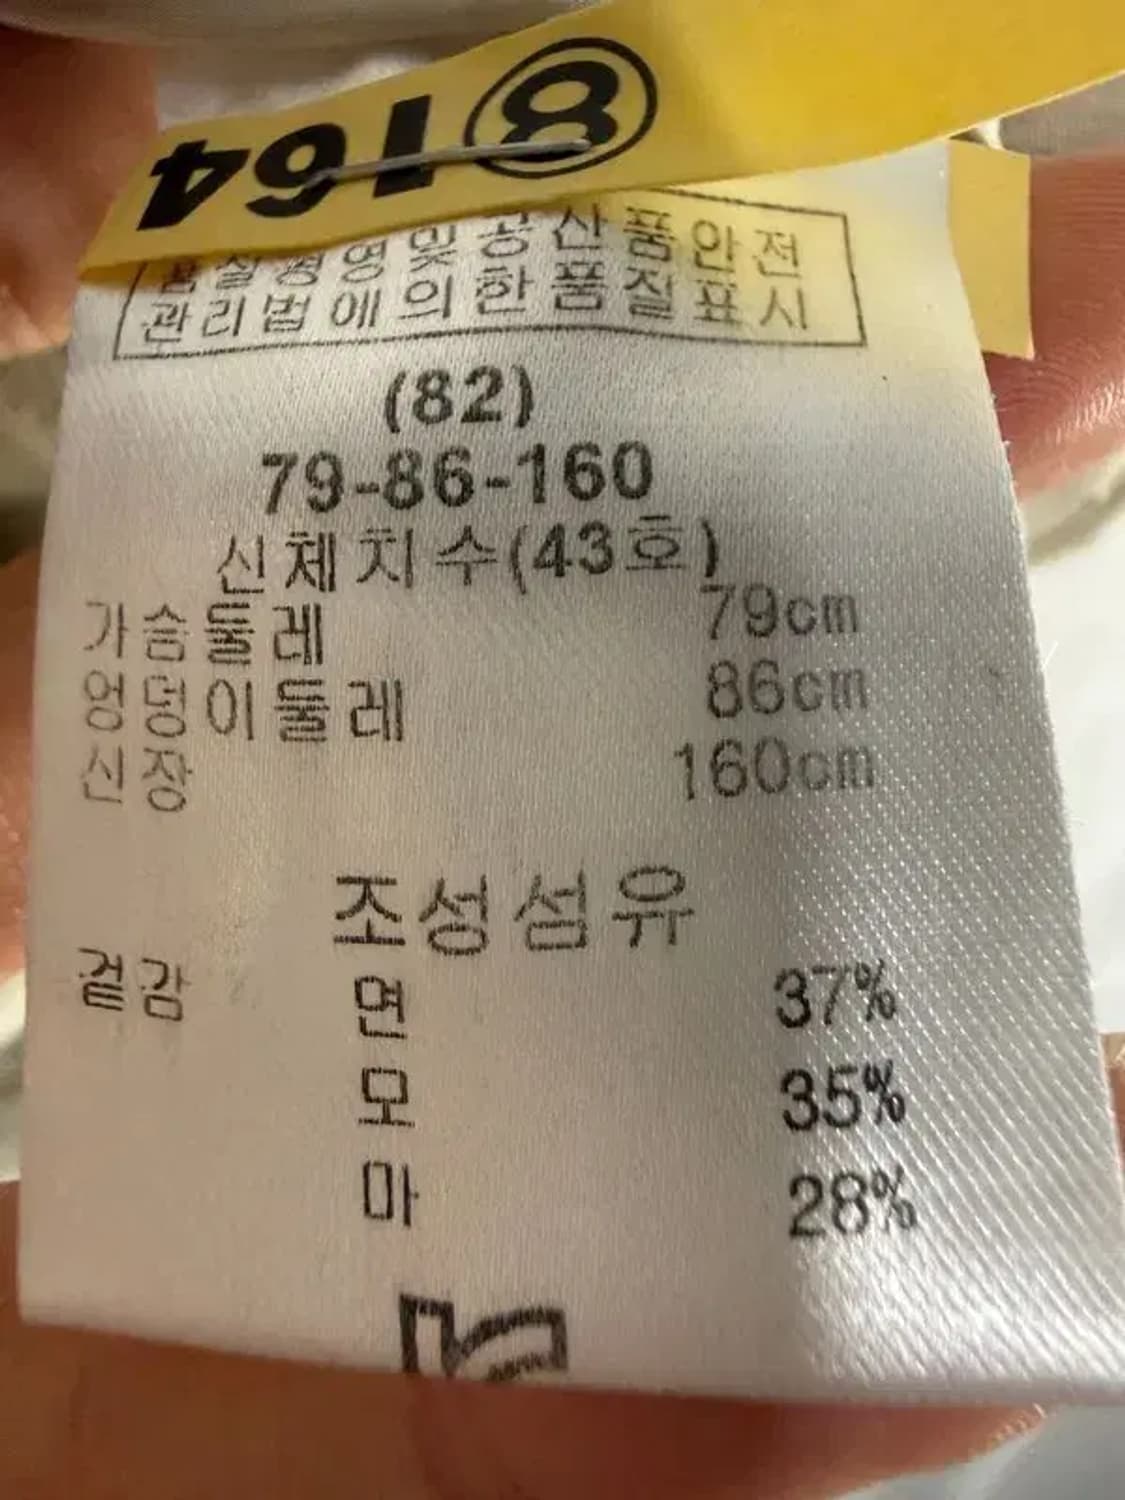 ⑧164
품질경영및공산품안전
관리법에의한품질표시
(82)
79-86-160
신체치수(43호)
가슴둘레 79cm
엉덩이둘레 86cm
신장 160cm
조성섬유
겉감 면 37%
모 35%
마 28%